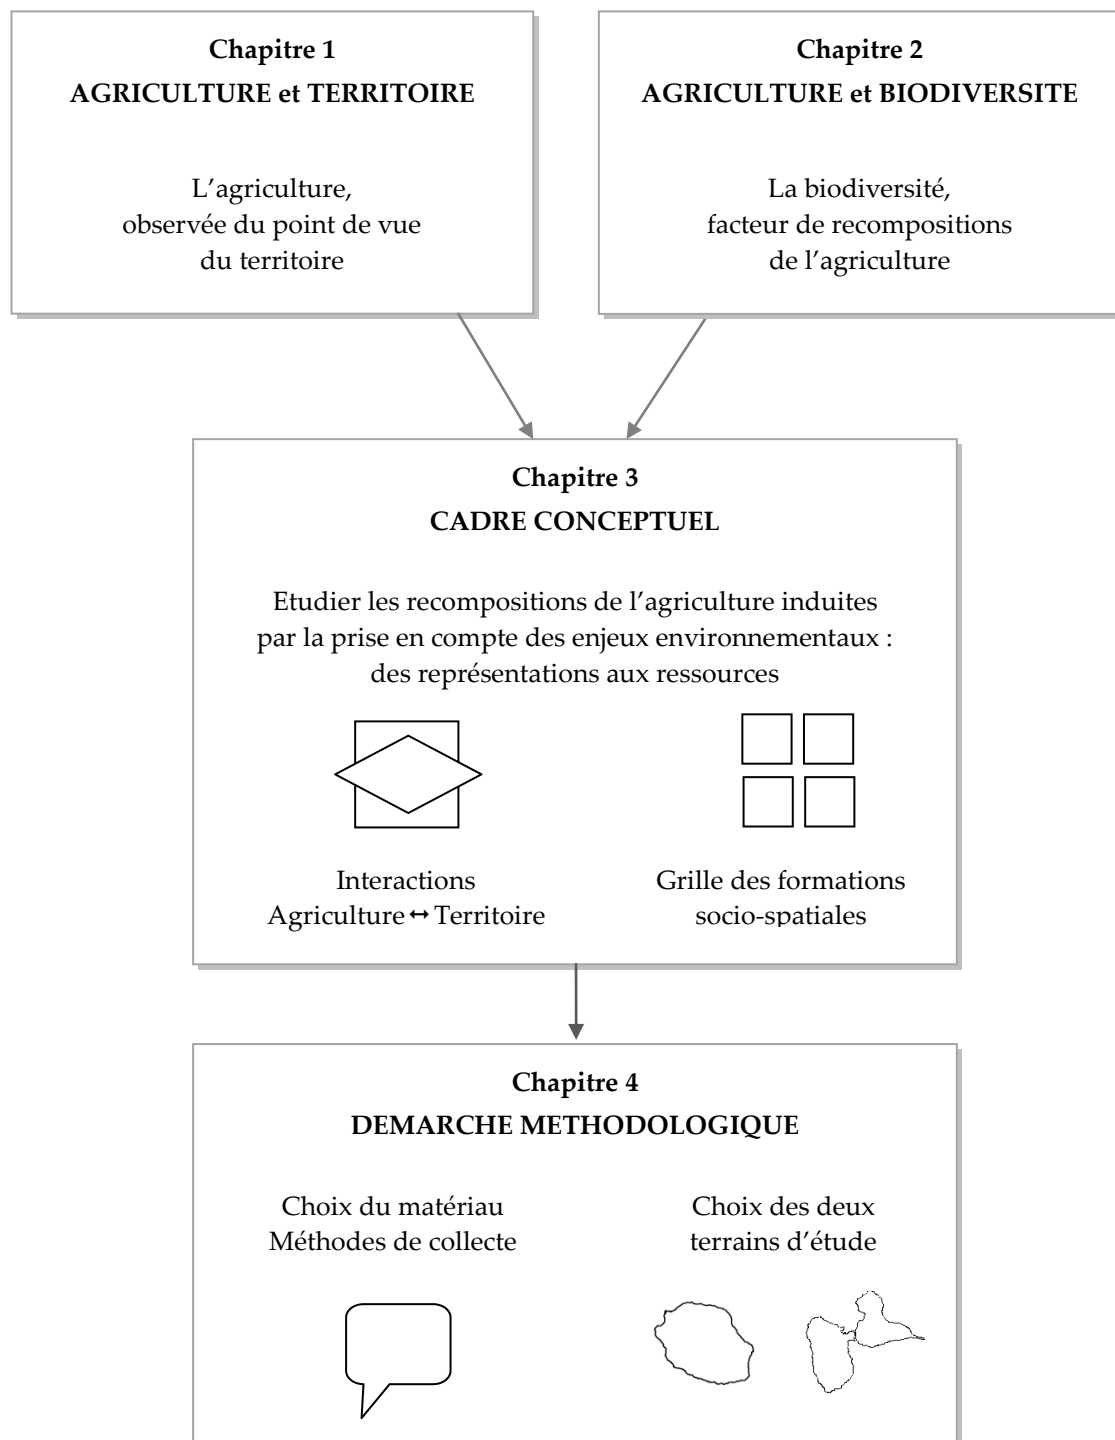 Chapitre 1
AGRICULTURE et TERRITOIRE
L’agriculture,
observée du point de vue
du territoire
Chapitre 2
AGRICULTURE et BIODIVERSITE
La biodiversité,
facteur de recompositions
de l’agriculture
Chapitre 3
CADRE CONCEPTUEL
Etudier les recompositions de l’agriculture induites
par la prise en compte des enjeux environnementaux :
des représentations aux ressources
Interactions
Agriculture ↔ Territoire
Grille des formations
socio-spatiales
Chapitre 4
DEMARCHE METHODOLOGIQUE
Choix du matériau
Méthodes de collecte
Choix des deux
terrains d’étude